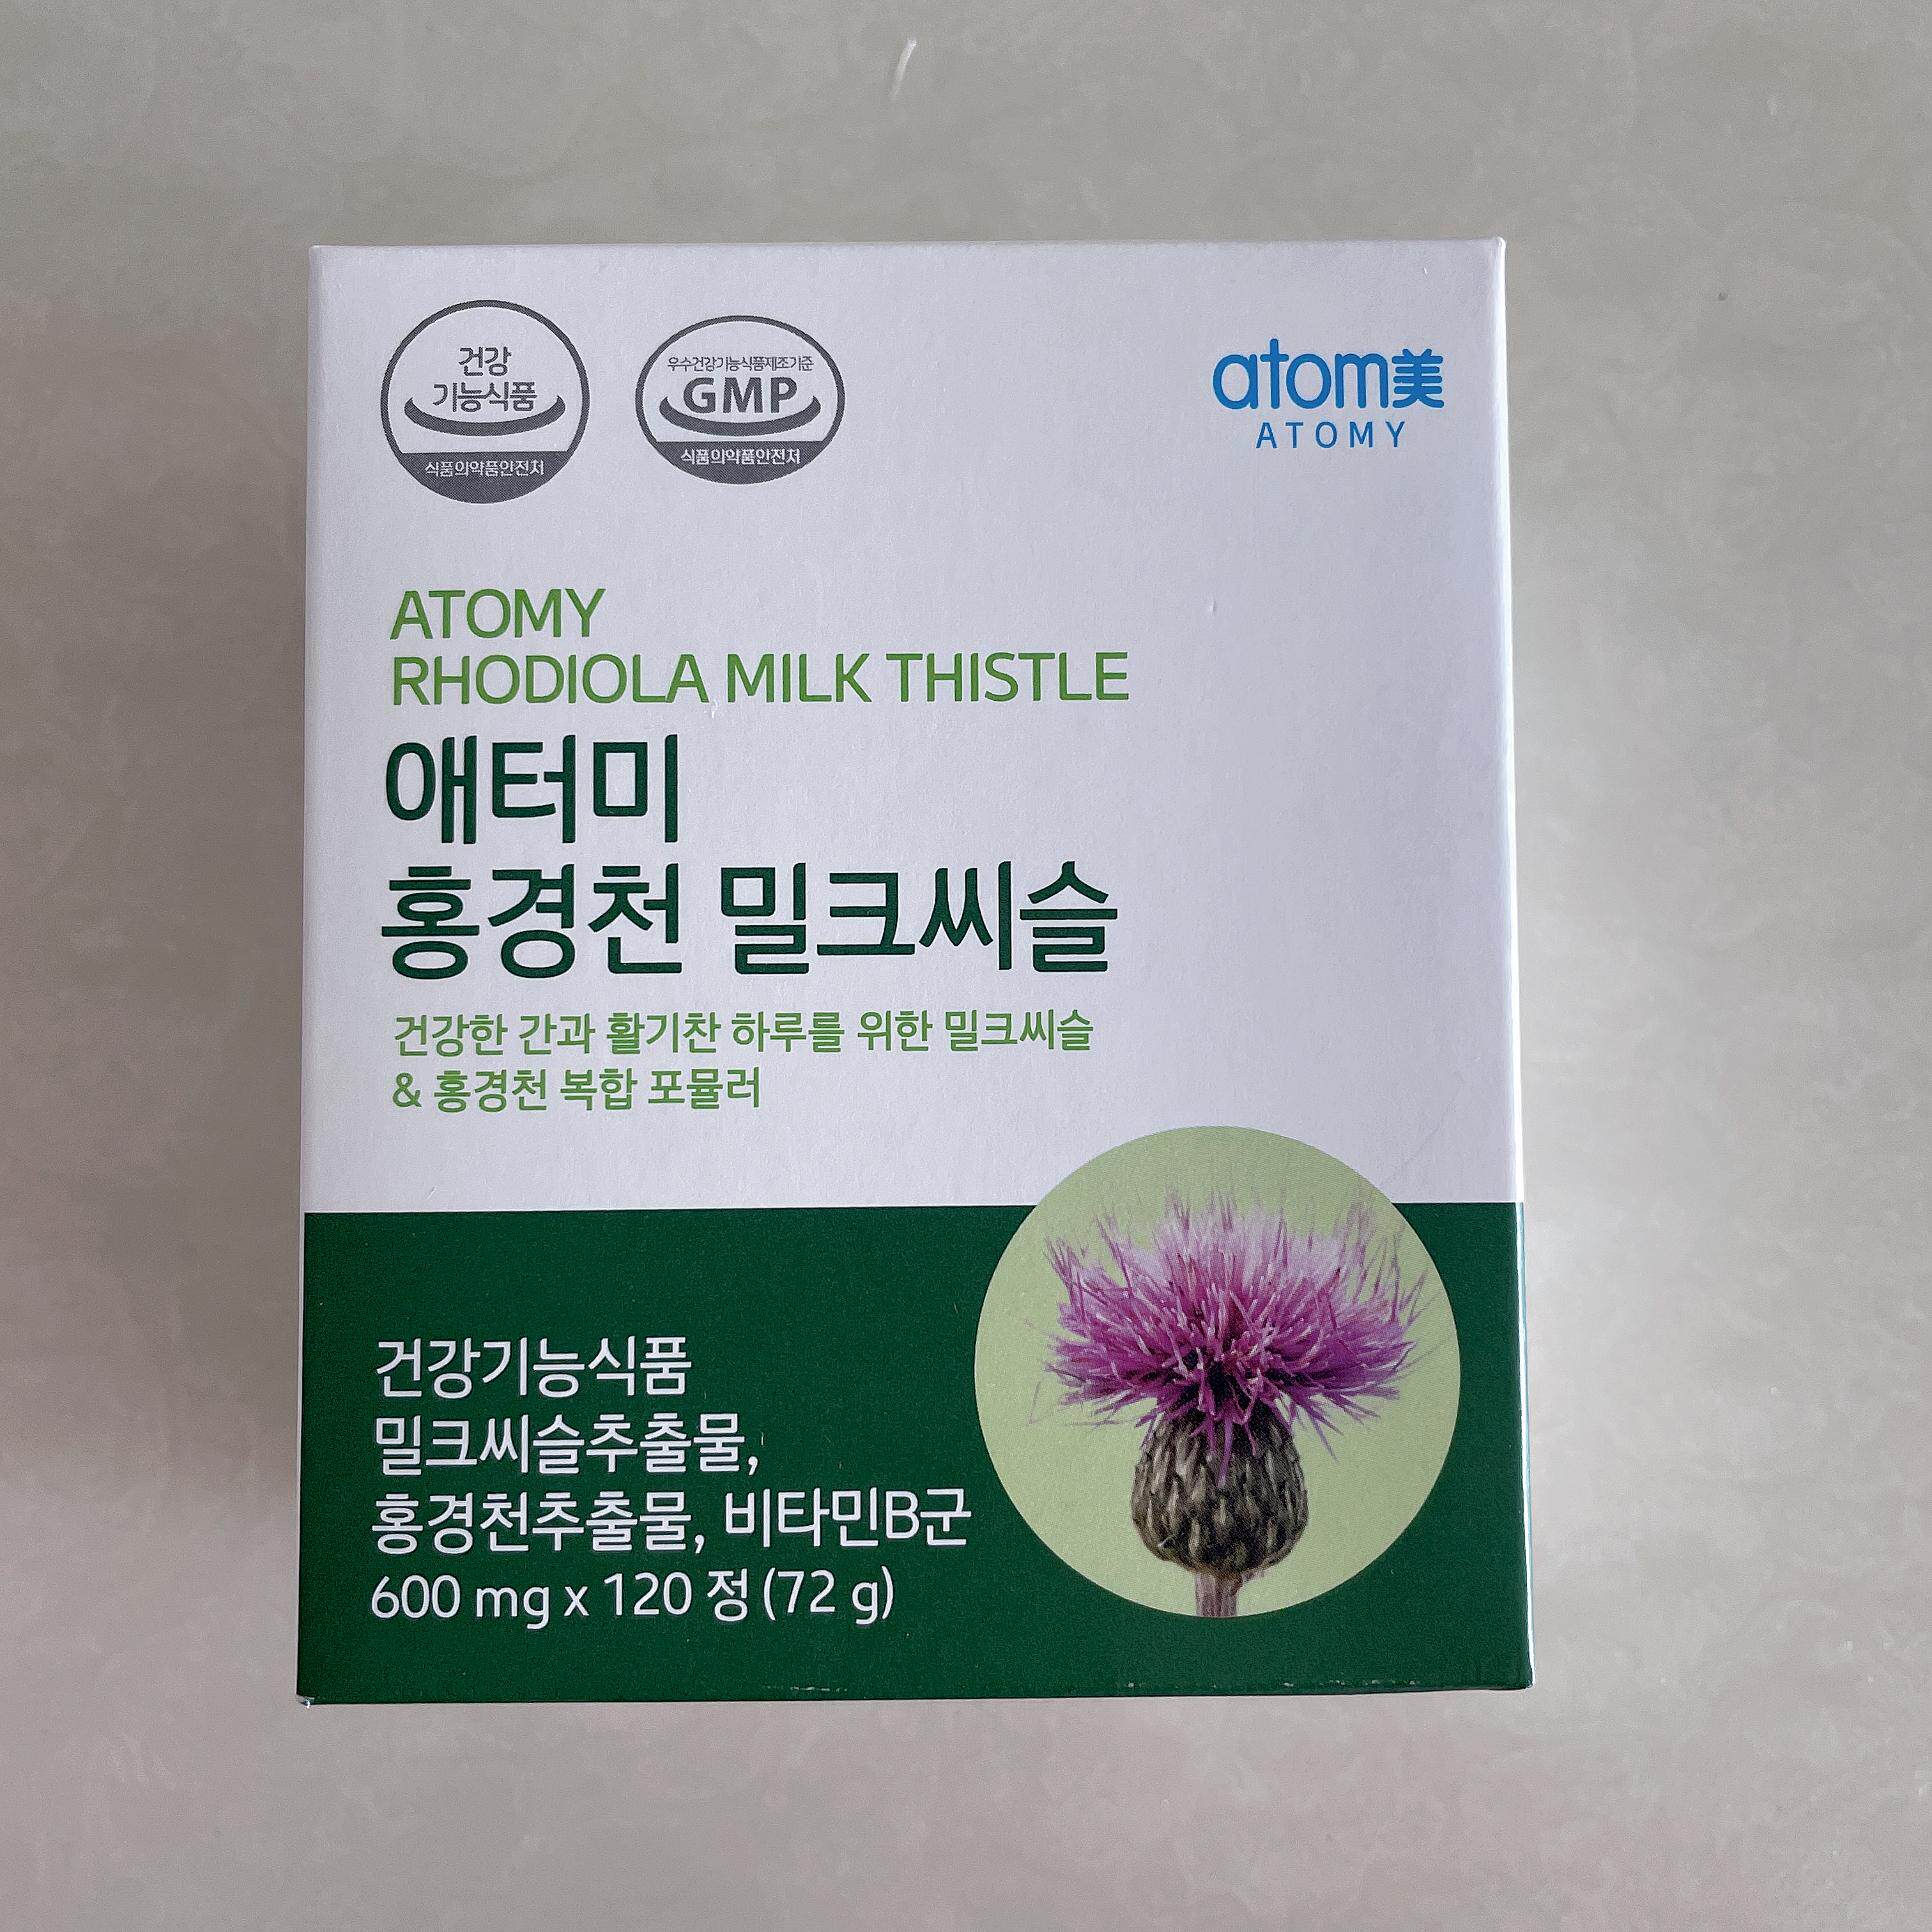 건강
기능식품
식품의약품안전처
우수건강기능식품제조기준
GMP
식품의약품안전처
atom美
ATOMY
ATOMY
RHODIOLA MILK THISTLE
애터미
홍경천 밀크씨슬
건강한 간과 활기찬 하루를 위한 밀크씨슬
& 홍경천 복합 포뮬러
건강기능식품
밀크씨슬추출물,
홍경천추출물, 비타민B군
600 mg x 120 정 (72 g)